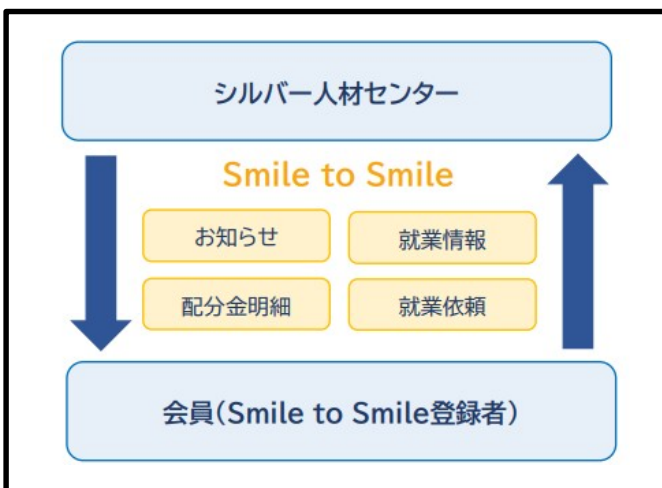 シルバー人材センター
Smile to Smile
お知らせ
就業情報
配分金明細
就業依頼
会員(Smile to Smile登録者)